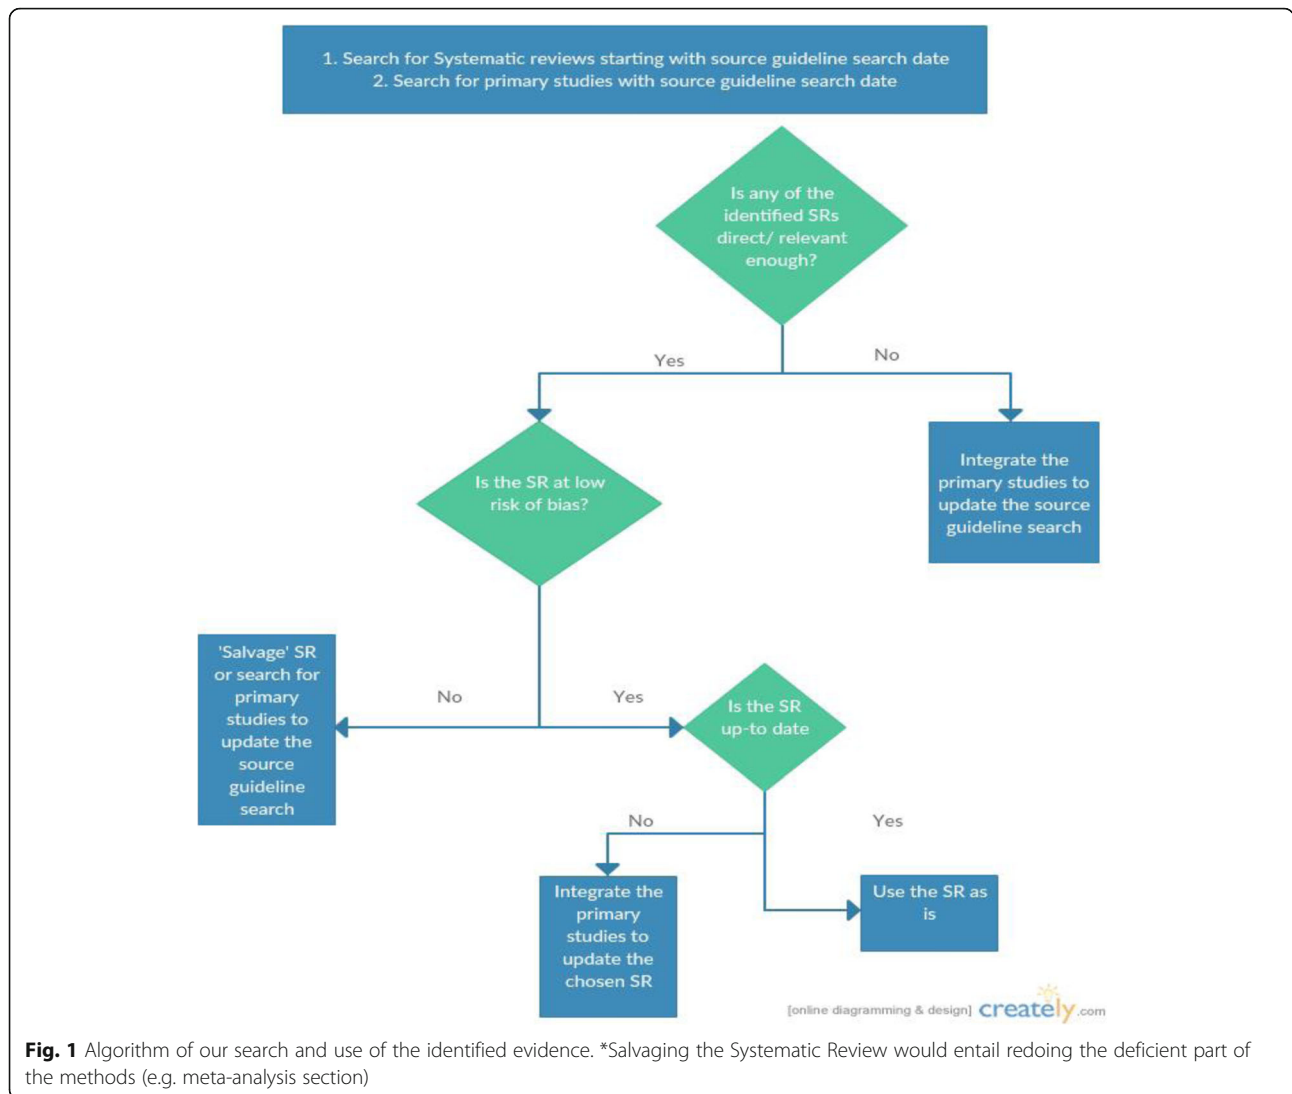 1. Search for Systematic reviews starting with source guideline search date
2. Search for primary studies with source guideline search date
Is any of the
identified SRs
direct/ relevant
enough?
Yes
No
Is the SR at low
risk of bias?
Integrate the
primary studies to
update the source
guideline search
'Salvage' SR
or search for
primary
studies to
update the
source
guideline
search
No
Yes
Is the SR
up-to date
No
Yes
Integrate the
primary
studies to
update the
chosen SR
Use the SR as
is
[online diagramming & design] creately.com
Fig. 1 Algorithm of our search and use of the identified evidence. *Salvaging the Systematic Review would entail redoing the deficient part of
the methods (e.g. meta-analysis section)